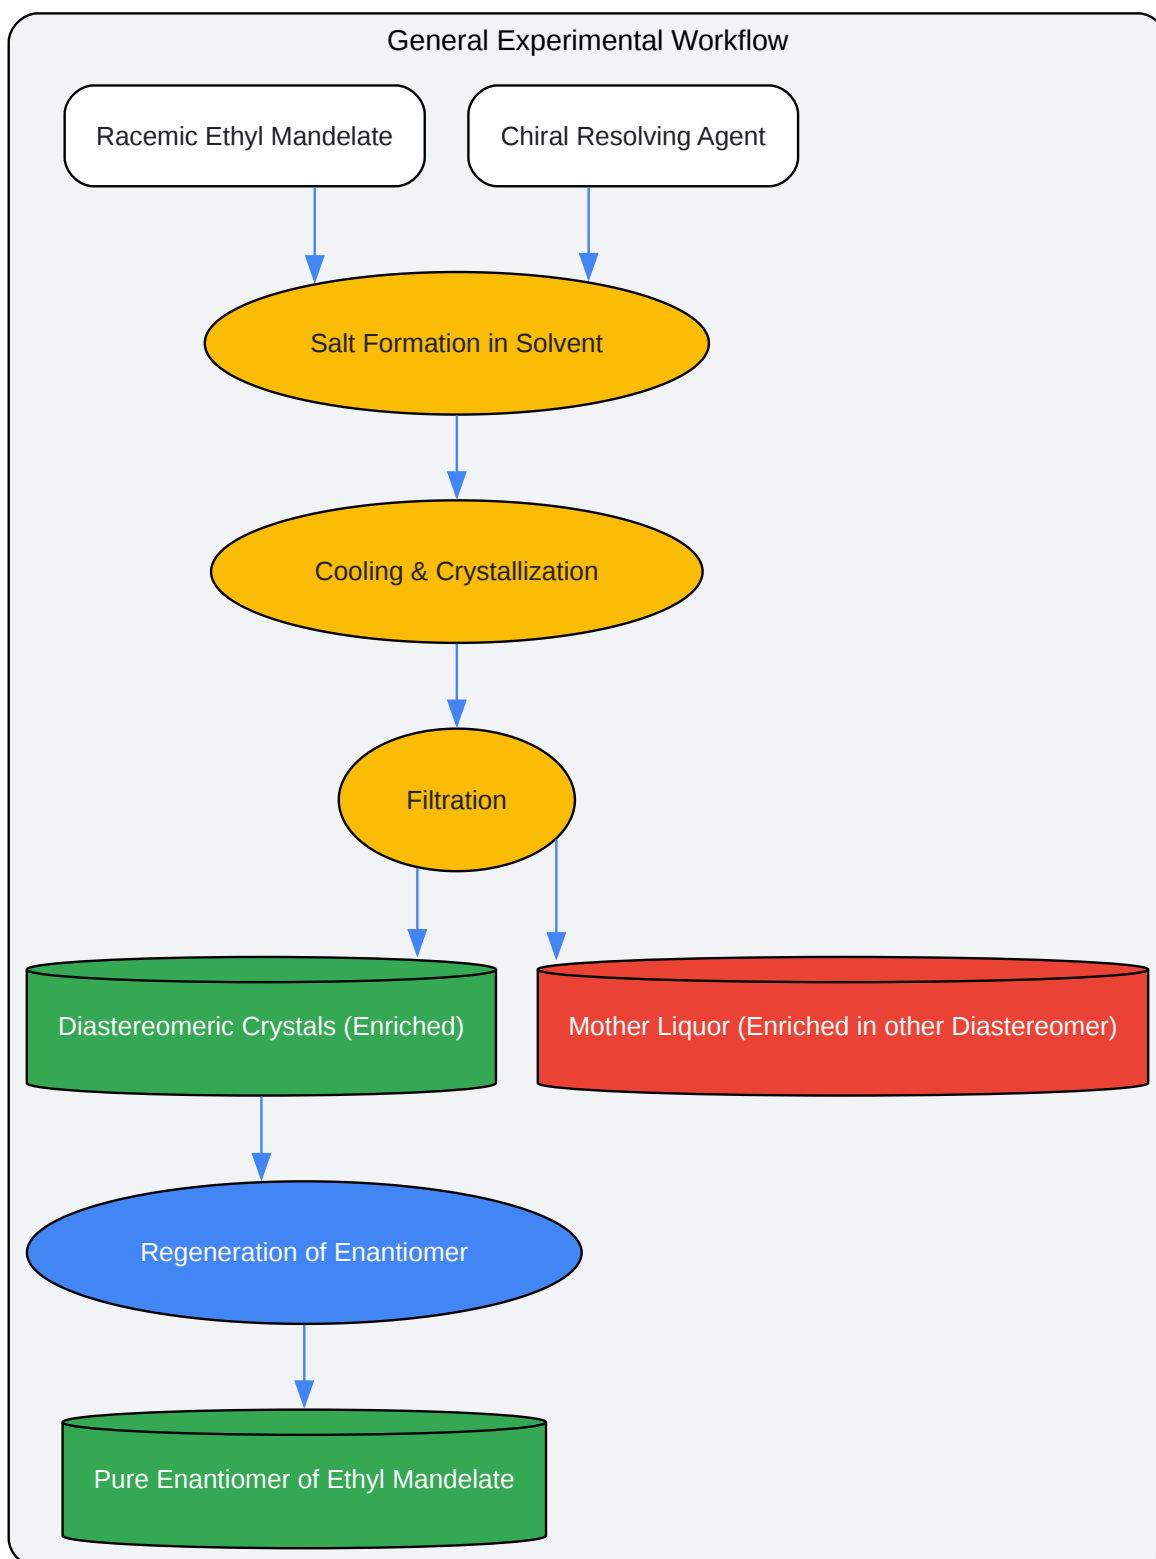 General Experimental Workflow
Racemic Ethyl Mandelate
Chiral Resolving Agent
Salt Formation in Solvent
Cooling & Crystallization
Filtration
Diastereomeric Crystals (Enriched)
Mother Liquor (Enriched in other Diastereomer)
Regeneration of Enantiomer
Pure Enantiomer of Ethyl Mandelate